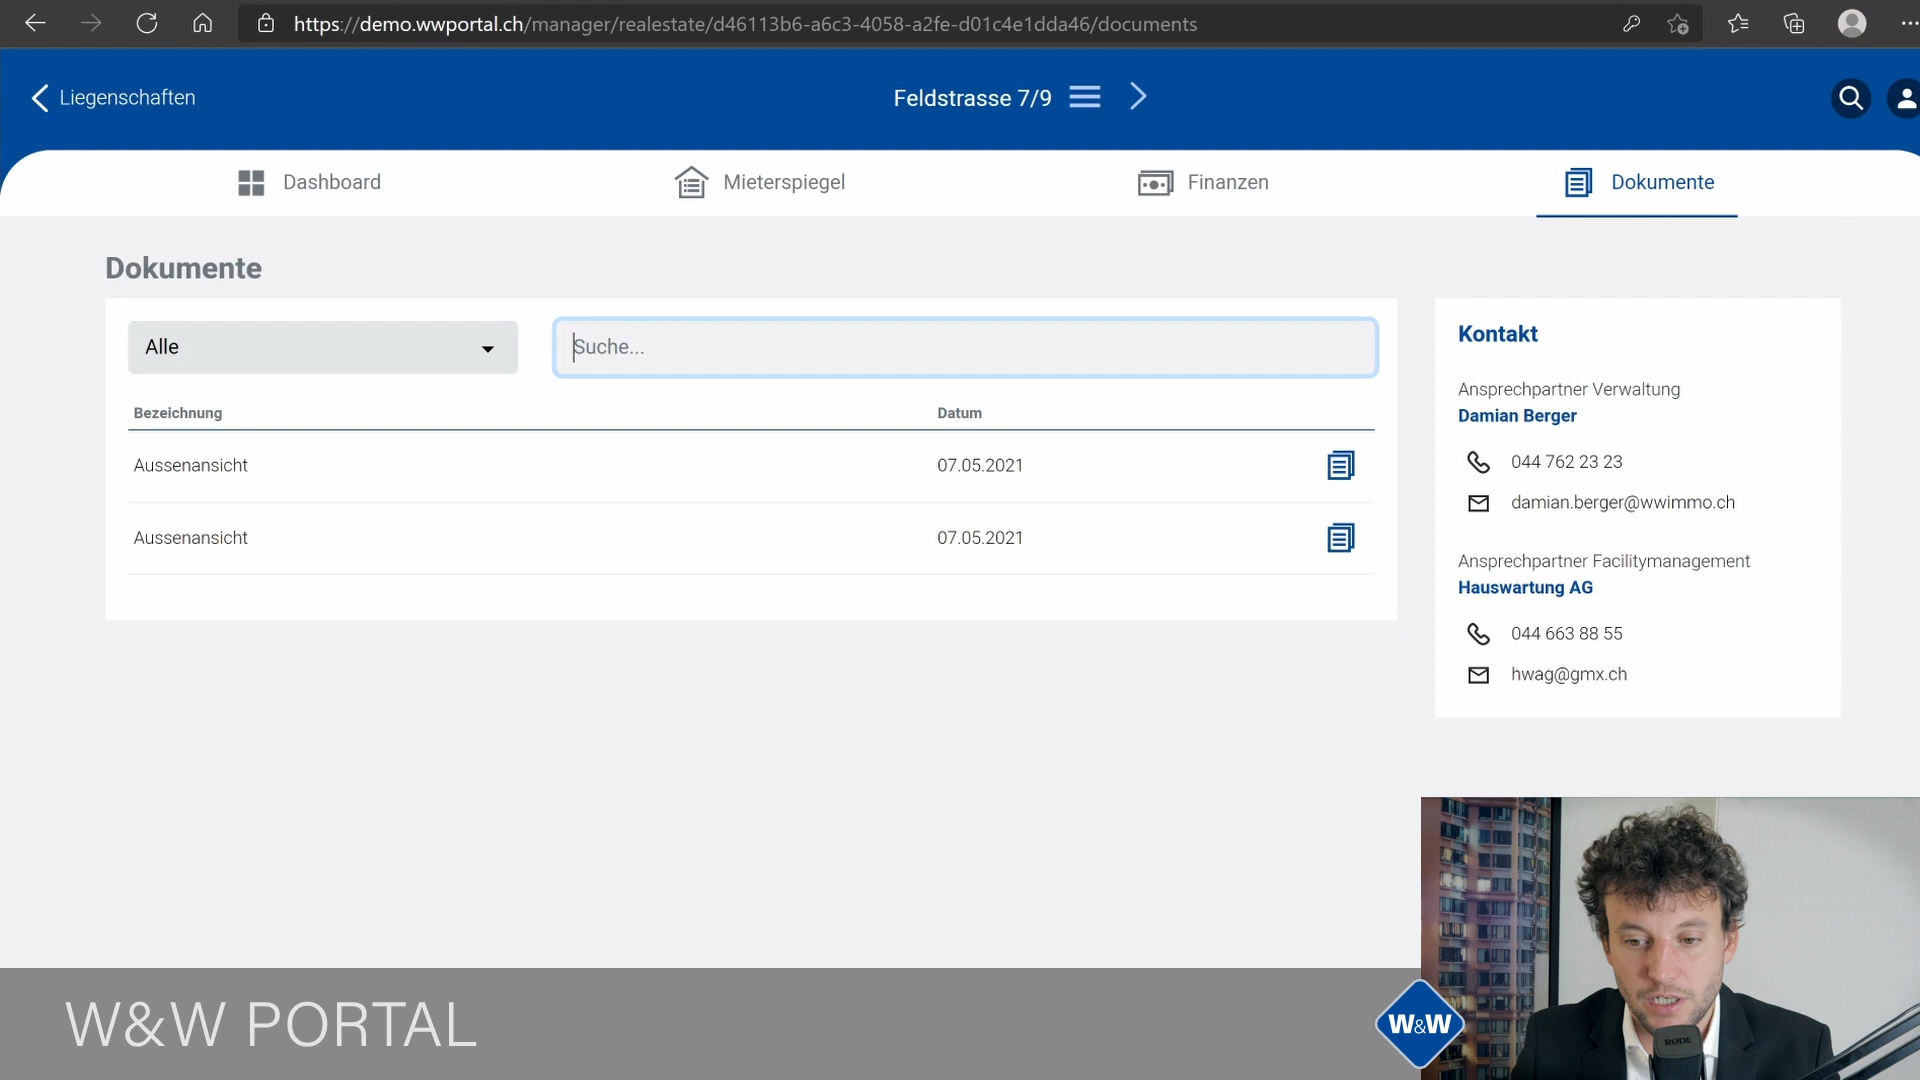 https://demo.wwportal.ch/manager/realestate/d46113b6-a6c3-4058-a2fe-d01c4e1dda46/documents
Liegenschaften
Feldstrasse 7/9
Dashboard
Mieterspiegel
Finanzen
Dokumente
Dokumente
Alle
Suche...
Bezeichnung
Datum
Aussenansicht
07.05.2021
Aussenansicht
07.05.2021
Kontakt
Ansprechpartner Verwaltung
Damian Berger
044 762 23 23
damian.berger@wwimmo.ch
Ansprechpartner Facilitymanagement
Hauswartung AG
044 663 88 55
hwag@gmx.ch
W&W PORTAL
W&W
RØDE